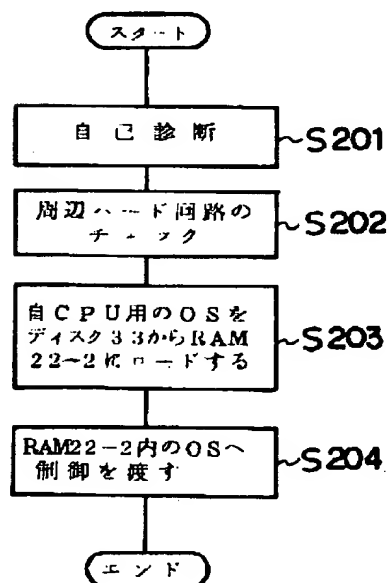 スタート
自己診断
S201
周辺ハード回路の
チェック
S202
自CPU用のOSを
ディスク33からRAM
22-2にロードする
S203
RAM22-2内のOSへ
制御を渡す
S204
エンド